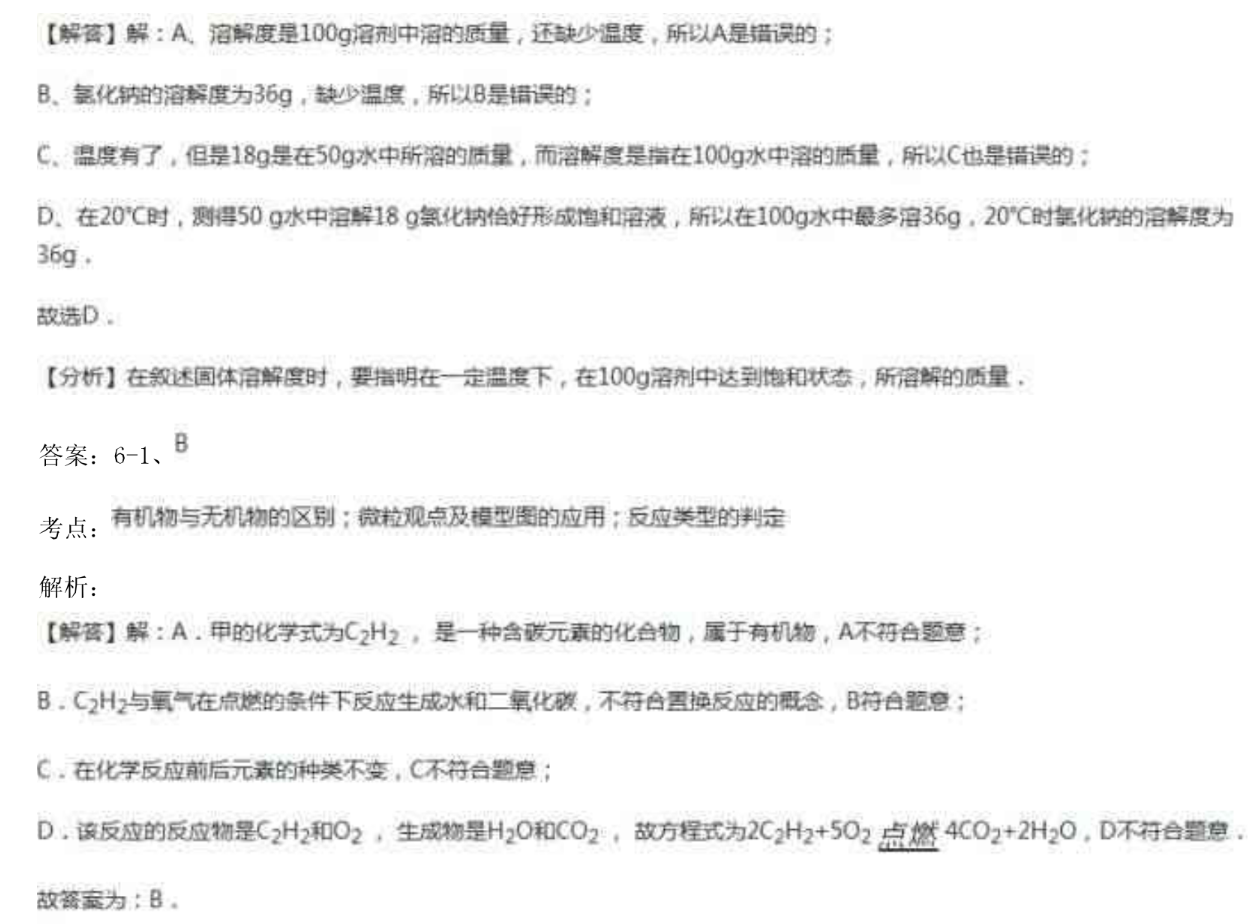 【解答】解：A、溶解度是100g溶剂中溶的质量，还缺少温度，所以A是错误的；
B、氯化钠的溶解度为36g，缺少温度，所以B是错误的；
C、温度有了，但是18g是在50g水中所溶的质量，而溶解度是指在100g水中溶的质量，所以C也是错误的；
D、在20℃时，测得50 g水中溶解18 g氯化钠恰好形成饱和溶液，所以在100g水中最多溶36g，20℃时氯化钠的溶解度为
36g．
故选D．
【分析】在叙述固体溶解度时，要指明在一定温度下，在100g溶剂中达到饱和状态，所溶解的质量．
答案：6-1、B
考点：有机物与无机物的区别；微粒观点及模型图的应用；反应类型的判定
解析：
【解答】解：A．甲的化学式为C₂H₂，是一种含碳元素的化合物，属于有机物，A不符合题意；
B．C₂H₂与氧气在点燃的条件下反应生成水和二氧化碳，不符合置换反应的概念，B符合题意；
C．在化学反应前后元素的种类不变，C不符合题意；
D．该反应的反应物是C₂H₂和O₂，生成物是H₂O和CO₂，故方程式为2C₂H₂+5O₂ 点燃 4CO₂+2H₂O，D不符合题意．
故答案为：B．